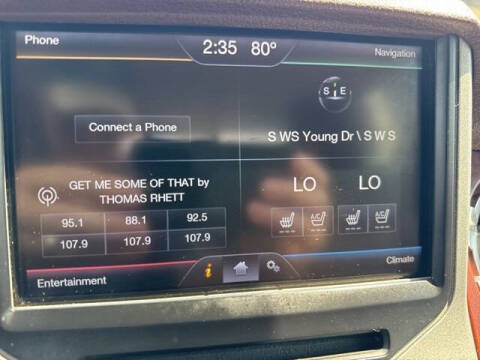 Phone
2:35 80º
Navigation
S E
Connect a Phone
S WS Young Dr \ S W S
GET ME SOME OF THAT by
THOMAS RHETT
95.1 88.1 92.5
107.9 107.9 107.9
LO LO
A/C A/C
Entertainment
i
Climate